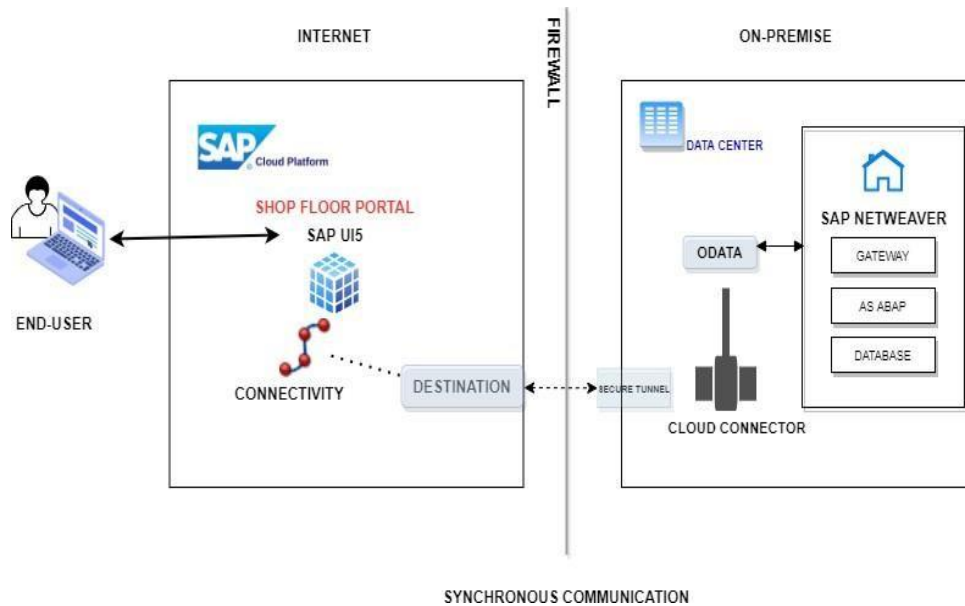 INTERNET
FIREWALL
ON-PREMISE
SAP
® Cloud Platform
DATA CENTER
SHOP FLOOR PORTAL
SAP UI5
SAP NETWEAVER
ODATA
GATEWAY
AS ABAP
DATABASE
END-USER
CONNECTIVITY
DESTINATION
SECURE TUNNEL
CLOUD CONNECTOR
SYNCHRONOUS COMMUNICATION